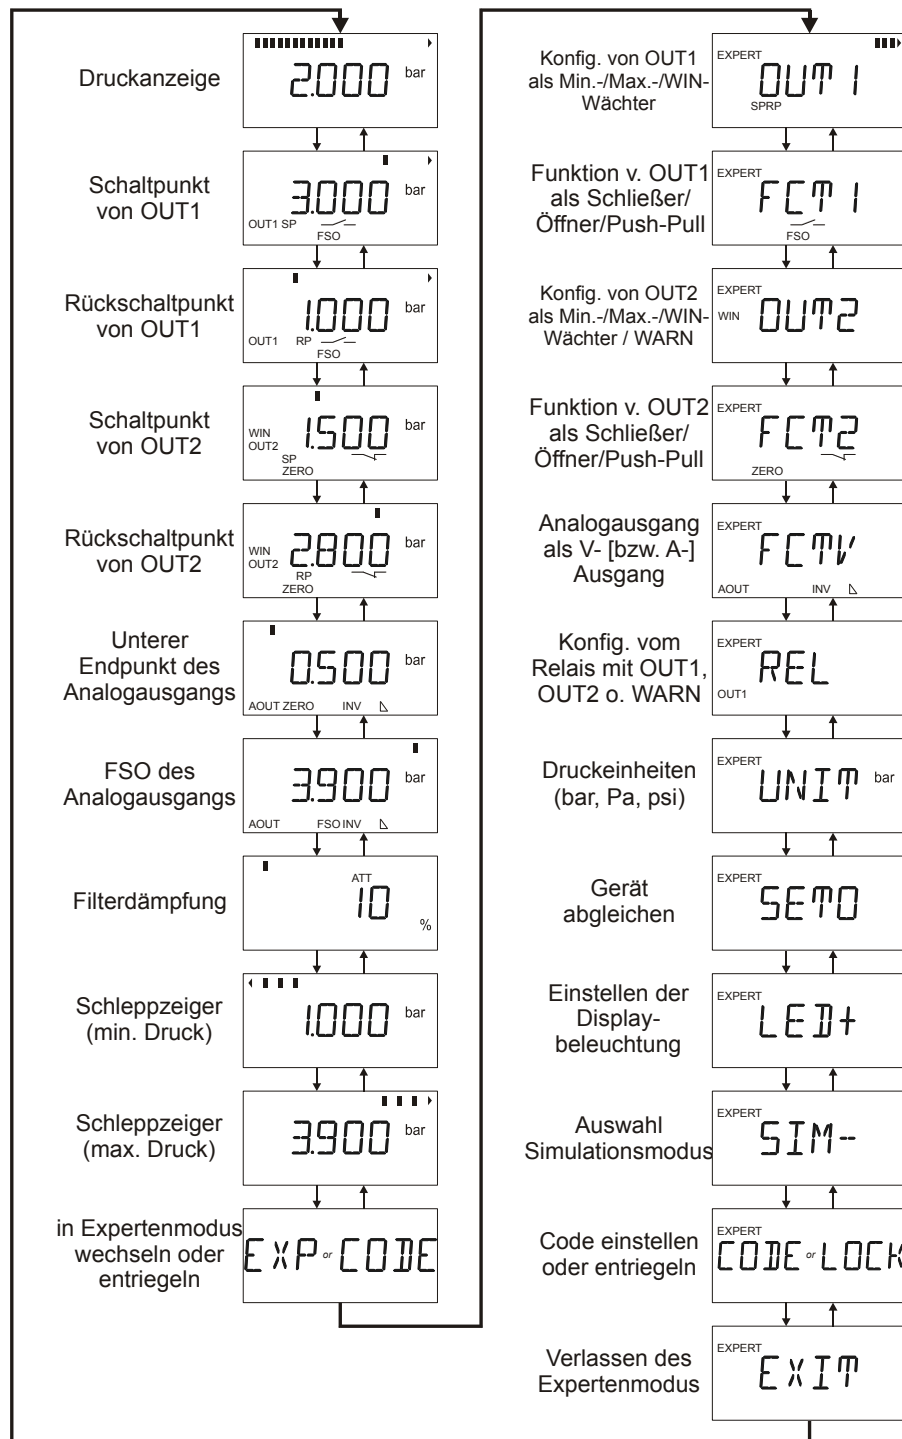 Druckanzeige
2.000 bar
Schaltpunkt
von OUT1
3.000 bar
OUT1 SP
FSO
Rückschaltpunkt
von OUT1
1.000 bar
OUT1 RP
FSO
Schaltpunkt
von OUT2
1.500 bar
WIN
OUT2
SP
ZERO
Rückschaltpunkt
von OUT2
2.800 bar
WIN
OUT2
RP
ZERO
Unterer
Endpunkt des
Analogausgangs
0.500 bar
AOUT ZERO INV
FSO des
Analogausgangs
3.900 bar
AOUT FSO INV
Filterdämpfung
ATT
10
%
Schleppzeiger
(min. Druck)
1.000 bar
Schleppzeiger
(max. Druck)
3.900 bar
in Expertenmodus
wechseln oder
entriegeln
EXP or CODE
Konfig. von OUT1
als Min.-/Max.-/WIN-
Wächter
EXPERT
OUT1
SPRP
Funktion v. OUT1
als Schließer/
Öffner/Push-Pull
EXPERT
FCT1
FSO
Konfig. von OUT2
als Min.-/Max.-/WIN-
Wächter / WARN
EXPERT
WIN OUT2
Funktion v. OUT2
als Schließer/
Öffner/Push-Pull
EXPERT
FCT2
ZERO
Analogausgang
als V- [bzw. A-]
Ausgang
EXPERT
FCTV
AOUT INV
Konfig. vom
Relais mit OUT1,
OUT2 o. WARN
EXPERT
REL
OUT1
Druckeinheiten
(bar, Pa, psi)
EXPERT
UNIT bar
Gerät
abgleichen
EXPERT
SET0
Einstellen der
Display-
beleuchtung
EXPERT
LED+
Auswahl
Simulationsmodus
EXPERT
SIM-
Code einstellen
oder entriegeln
EXPERT
CODE or LOCK
Verlassen des
Expertenmodus
EXPERT
EXIT